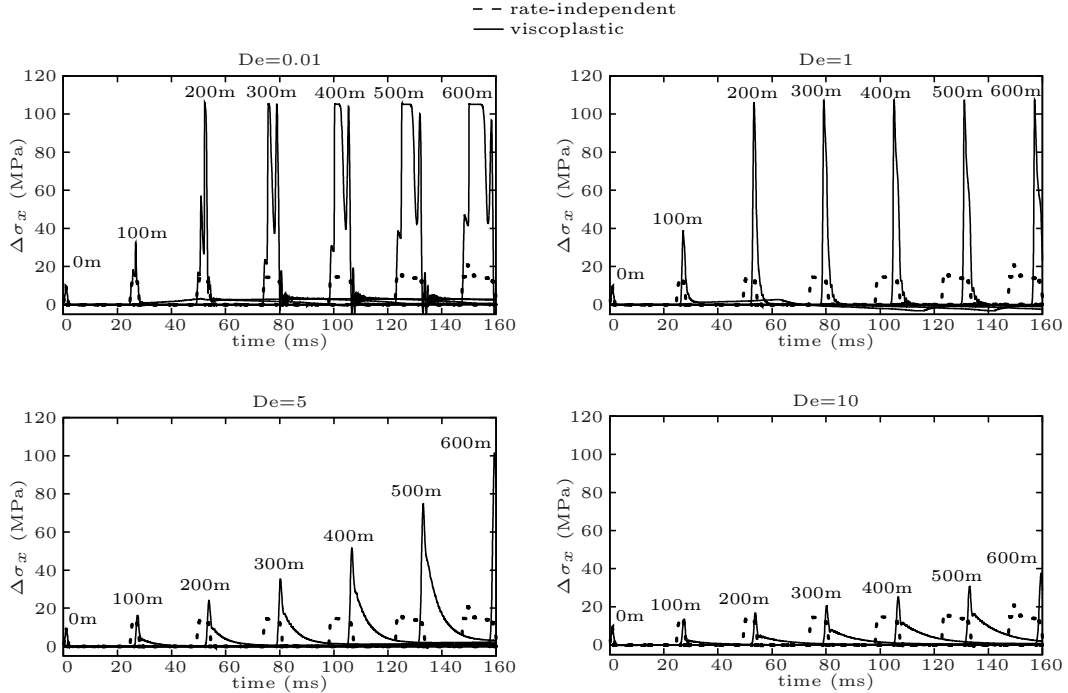 rate-independent
viscoplastic
De=0.01
120
100
80
60
40
20
0
Δσx (MPa)
0m
100m
200m
300m
400m
500m
600m
0 20 40 60 80 100 120 140 160
time (ms)
De=1
120
100
80
60
40
20
0
Δσx (MPa)
0m
100m
200m
300m
400m
500m
600m
0 20 40 60 80 100 120 140 160
time (ms)
De=5
120
100
80
60
40
20
0
Δσx (MPa)
0m
100m
200m
300m
400m
500m
600m
0 20 40 60 80 100 120 140 160
time (ms)
De=10
120
100
80
60
40
20
0
Δσx (MPa)
0m
100m
200m
300m
400m
500m
600m
0 20 40 60 80 100 120 140 160
time (ms)